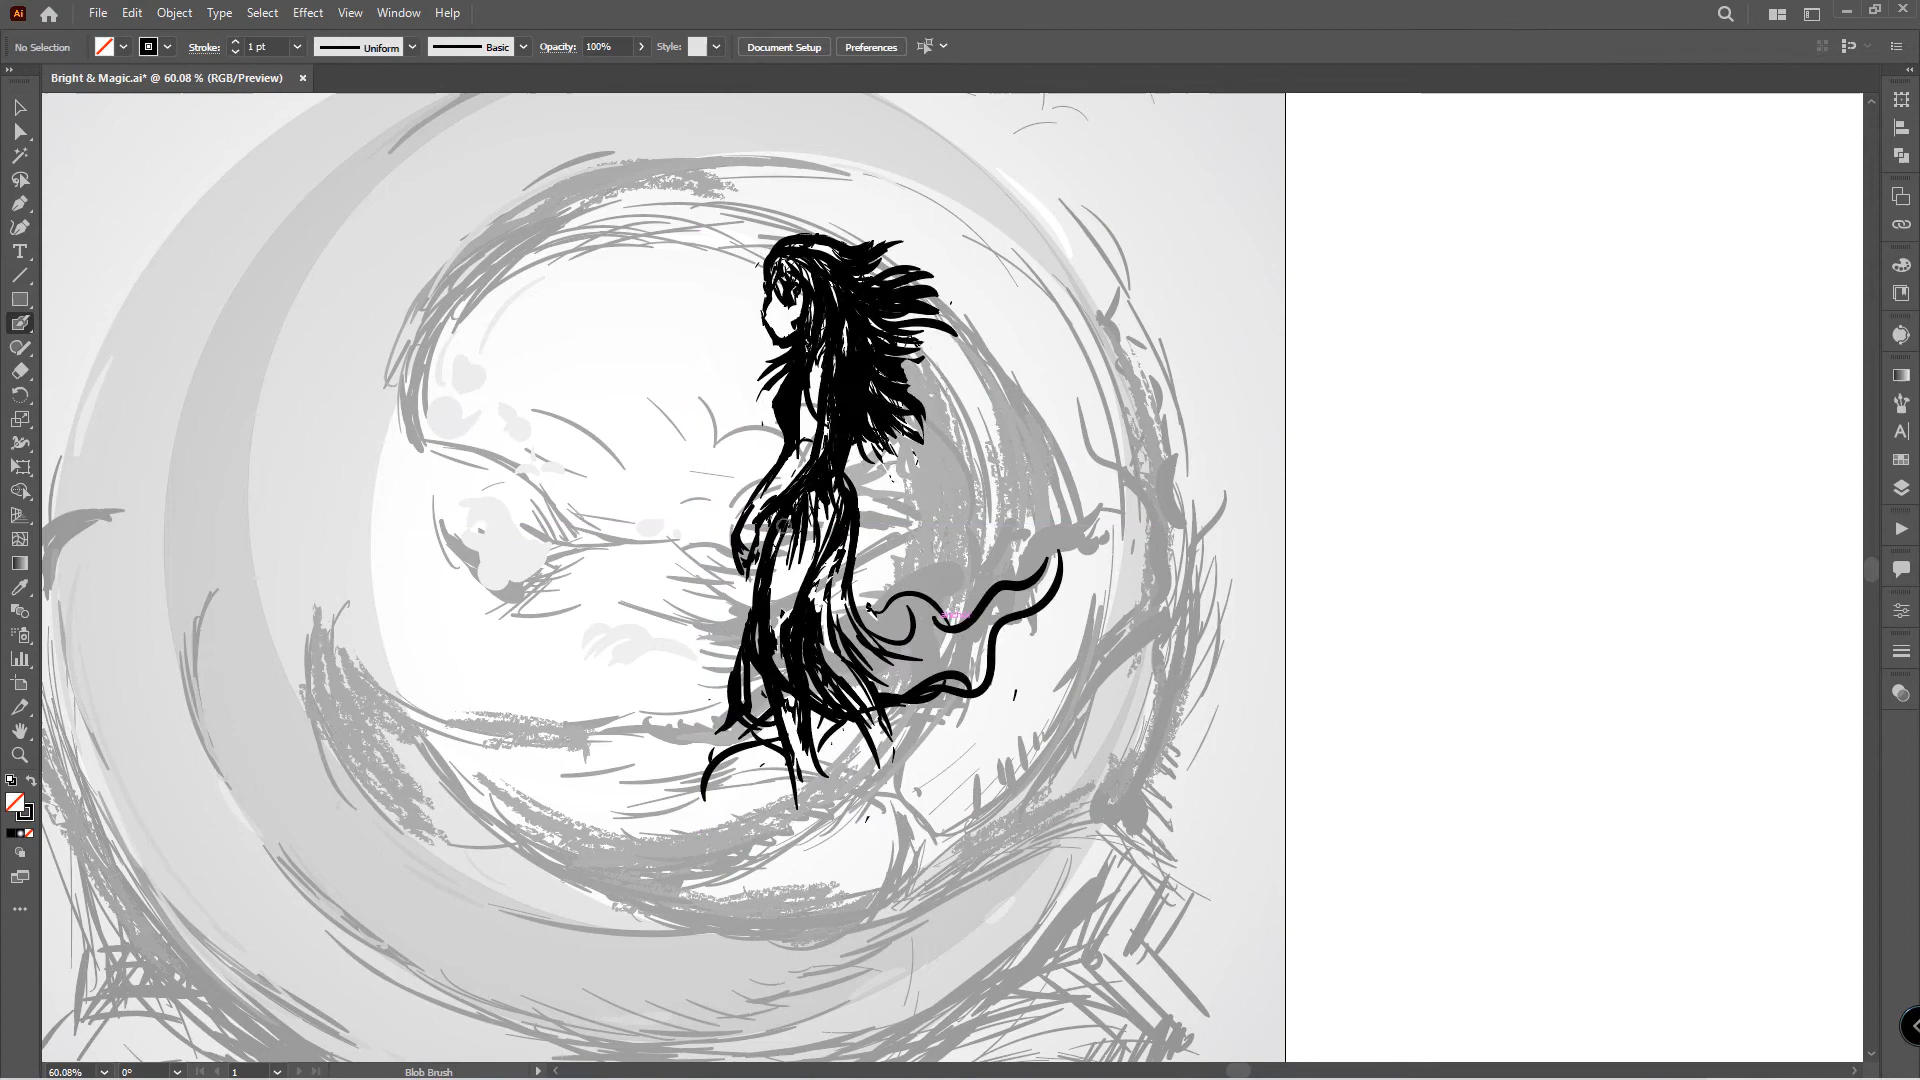 Ai File Edit Object Type Select Effect View Window Help
No Selection Stroke: 1 pt Uniform Basic Opacity: 100% Style: Document Setup Preferences
Bright & Magic.ai* @ 60.08 % (RGB/Preview)
60.08% 0° 1 Blob Brush